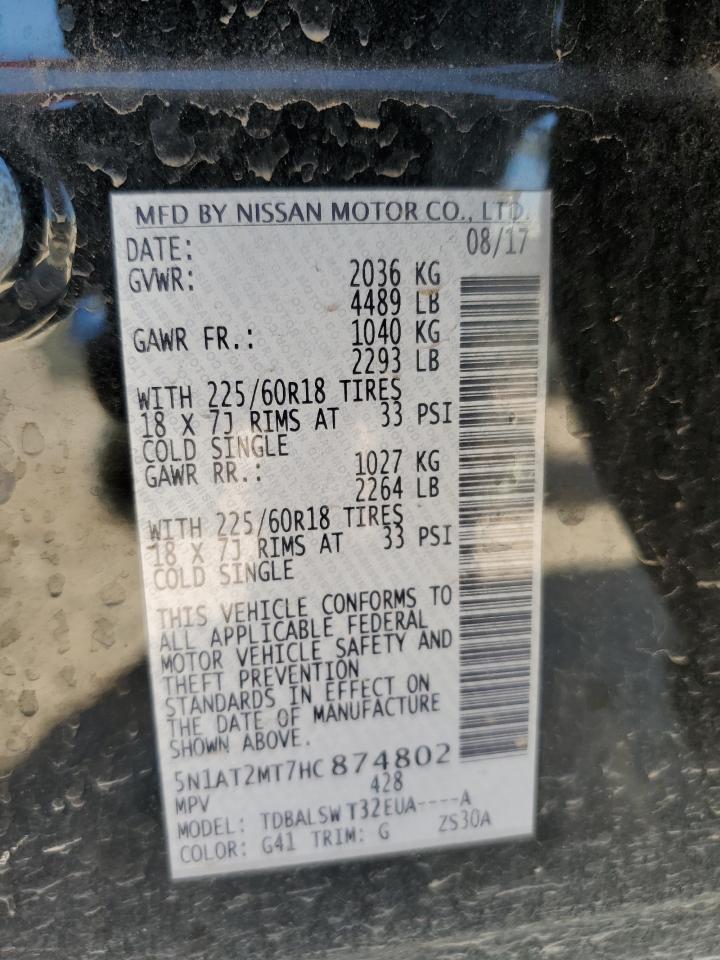 MFD BY NISSAN MOTOR CO., LTD.
DATE: 08/17
GVWR: 2036 KG
4489 LB
GAWR FR.: 1040 KG
2293 LB
WITH 225/60R18 TIRES
18 X 7J RIMS AT 33 PSI
COLD SINGLE
GAWR RR.: 1027 KG
2264 LB
WITH 225/60R18 TIRES
18 X 7J RIMS AT 33 PSI
COLD SINGLE
THIS VEHICLE CONFORMS TO
ALL APPLICABLE FEDERAL
MOTOR VEHICLE SAFETY AND
THEFT PREVENTION
STANDARDS IN EFFECT ON
THE DATE OF MANUFACTURE
SHOWN ABOVE.
5N1AT2MT7HC874802
MPV 428
MODEL: TDBALSW T32EUA----A
COLOR: G41 TRIM: G ZS30A